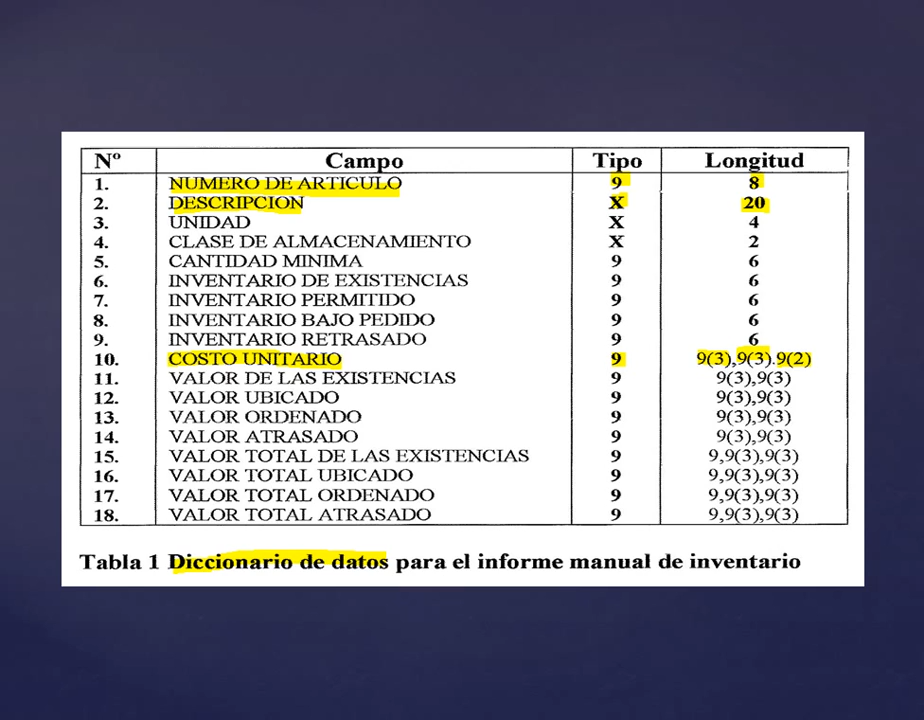 Nº Campo Tipo Longitud
1. NUMERO DE ARTICULO 9 8
2. DESCRIPCION X 20
3. UNIDAD X 4
4. CLASE DE ALMACENAMIENTO X 2
5. CANTIDAD MINIMA 9 6
6. INVENTARIO DE EXISTENCIAS 9 6
7. INVENTARIO PERMITIDO 9 6
8. INVENTARIO BAJO PEDIDO 9 6
9. INVENTARIO RETRASADO 9 6
10. COSTO UNITARIO 9 9(3),9(3).9(2)
11. VALOR DE LAS EXISTENCIAS 9 9(3),9(3)
12. VALOR UBICADO 9 9(3),9(3)
13. VALOR ORDENADO 9 9(3),9(3)
14. VALOR ATRASADO 9 9(3),9(3)
15. VALOR TOTAL DE LAS EXISTENCIAS 9 9,9(3),9(3)
16. VALOR TOTAL UBICADO 9 9,9(3),9(3)
17. VALOR TOTAL ORDENADO 9 9,9(3),9(3)
18. VALOR TOTAL ATRASADO 9 9,9(3),9(3)
Tabla 1 Diccionario de datos para el informe manual de inventario